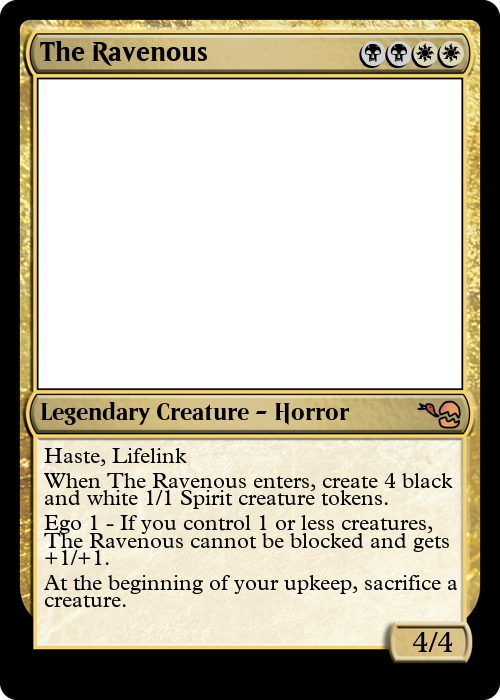 The Ravenous
Legendary Creature - Horror
Haste, Lifelink
When The Ravenous enters, create 4 black
and white 1/1 Spirit creature tokens.
Ego 1 - If you control 1 or less creatures,
The Ravenous cannot be blocked and gets
+1/+1.
At the beginning of your upkeep, sacrifice a
creature.
4/4